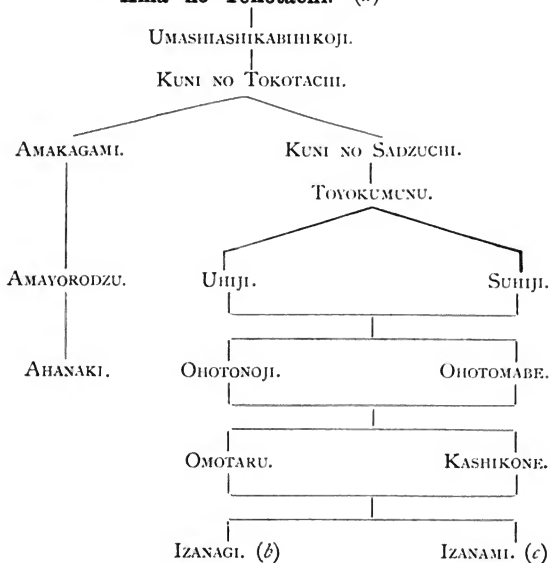 no Tokotachi.
UMASHIASHIKABIHIKOJI.
KUNI NO TOKOTACHI.
AMAKAGAMI. KUNI NO SADZUCHI.
TOYOKUMUNU.
AMAYORODZU. UHIJI. SUHIJI.
AHANAKI. OHOTONOJI. OHOTOMABE.
OMOTARU. KASHIKONE.
IZANAGI. (b) IZANAMI. (c)